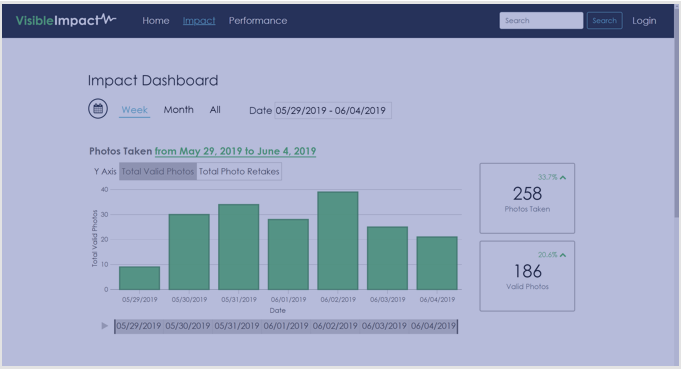 VisibleImpact Home Impact Performance Search Search Login
Impact Dashboard
Week Month All Date 05/29/2019 - 06/04/2019
Photos Taken from May 29, 2019 to June 4, 2019
Y Axis Total Valid Photos Total Photo Retakes
33.7%
258
Photos Taken
20.6%
186
Valid Photos
Total Valid Photos
40
30
20
10
0
05/29/2019 05/30/2019 05/31/2019 06/01/2019 06/02/2019 06/03/2019 06/04/2019
Date
05/29/2019 05/30/2019 05/31/2019 06/01/2019 06/02/2019 06/03/2019 06/04/2019